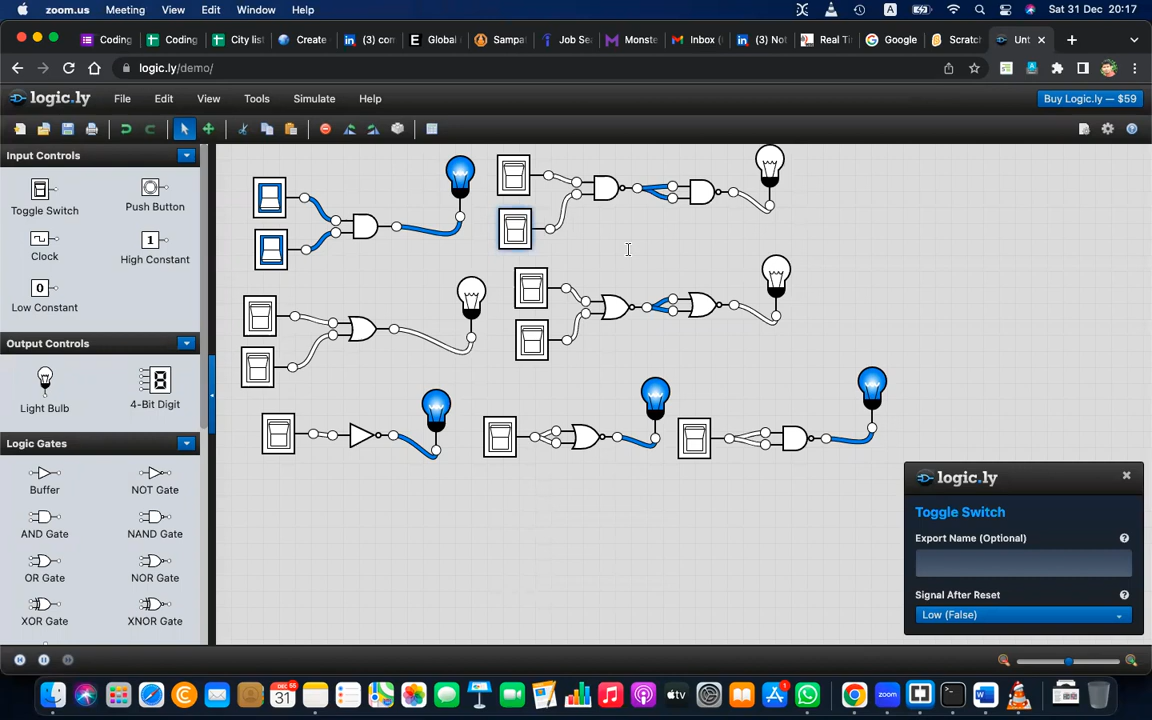 zoom.us Meeting View Edit Window Help A Sat 31 Dec 20:17
Coding Coding City list Create (3) con Global Sampa Job Se Monste Inbox ( (3) Not Real Ti Google Scratc Unt
logic.ly/demo/
logic.ly File Edit View Tools Simulate Help Buy Logic.ly — $59
Input Controls
Toggle Switch Push Button
1
Clock High Constant
0
Low Constant
Output Controls
8
Light Bulb 4-Bit Digit
Logic Gates
Buffer NOT Gate
AND Gate NAND Gate
OR Gate NOR Gate
XOR Gate XNOR Gate
logic.ly
Toggle Switch
Export Name (Optional)
Signal After Reset
Low (False)
DEC
31
tv